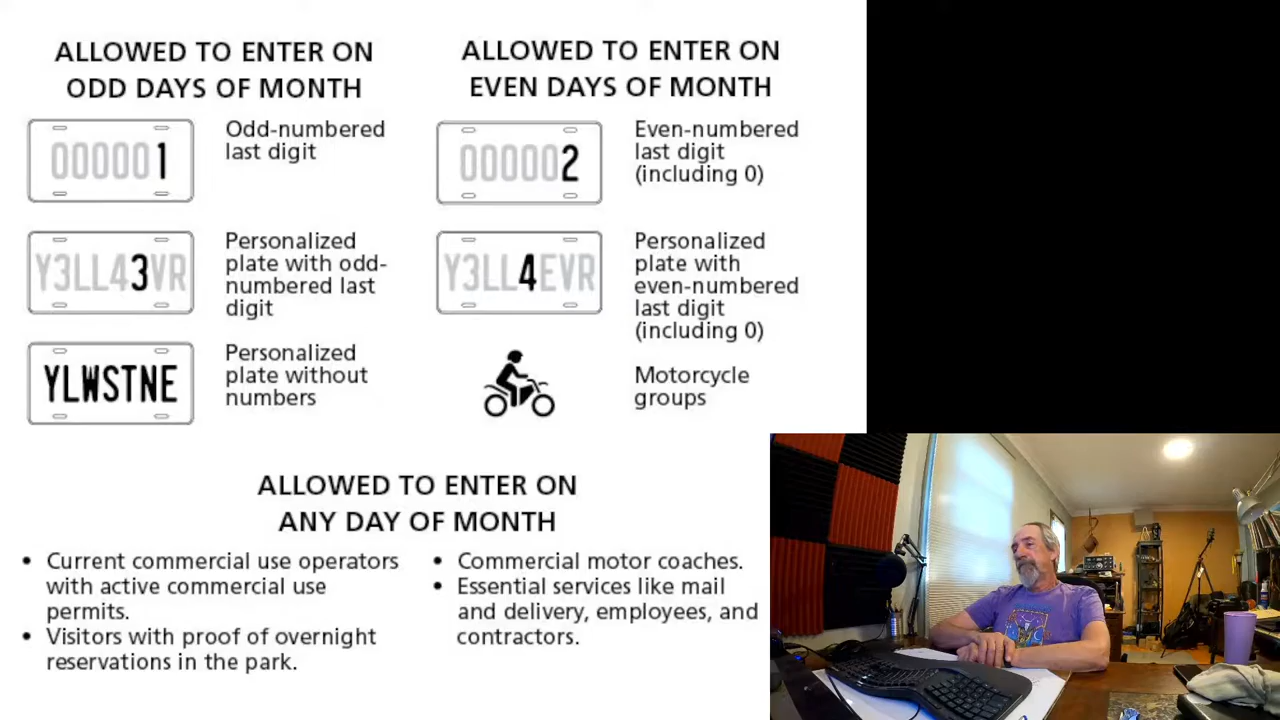 ALLOWED TO ENTER ON
ODD DAYS OF MONTH
000001
Odd-numbered
last digit
Y3LL43VR
Personalized
plate with odd-
numbered last
digit
YLWSTNE
Personalized
plate without
numbers
ALLOWED TO ENTER ON
EVEN DAYS OF MONTH
000002
Even-numbered
last digit
(including 0)
Y3LL4EVR
Personalized
plate with
even-numbered
last digit
(including 0)
Motorcycle
groups
ALLOWED TO ENTER ON
ANY DAY OF MONTH
• Current commercial use operators
with active commercial use
permits.
• Visitors with proof of overnight
reservations in the park.
• Commercial motor coaches.
• Essential services like mail
and delivery, employees, and
contractors.